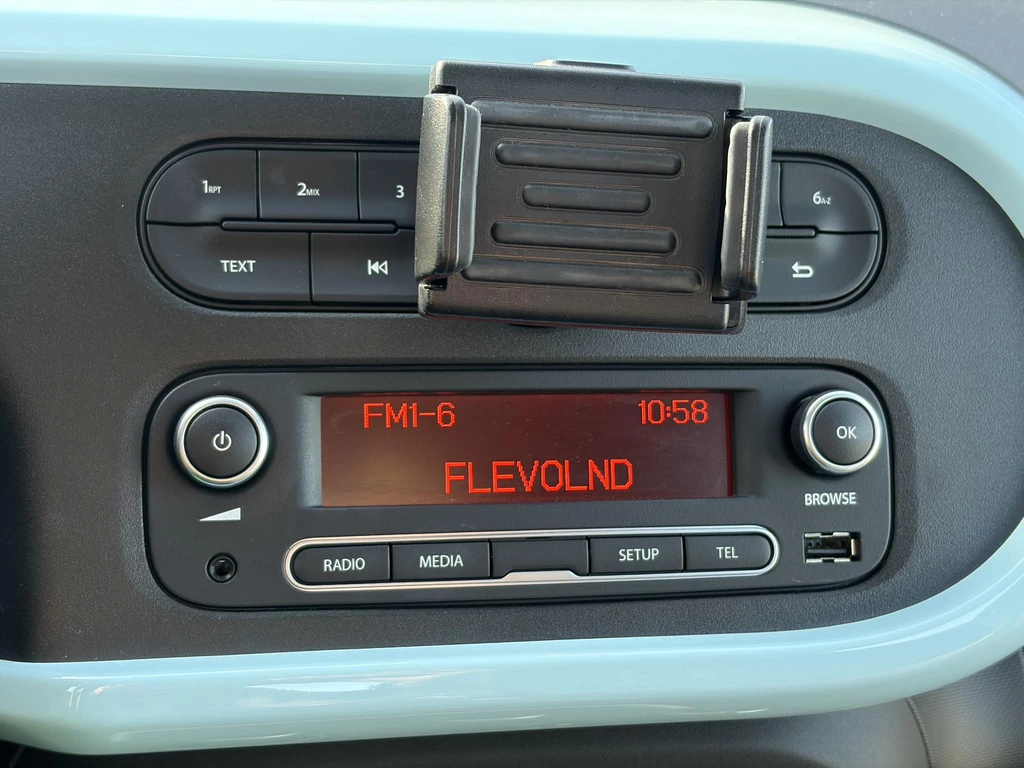 1RPT 2MIX 3 6A-Z
TEXT
FM1-6 10:58
FLEVOLND
OK
BROWSE
RADIO MEDIA SETUP TEL